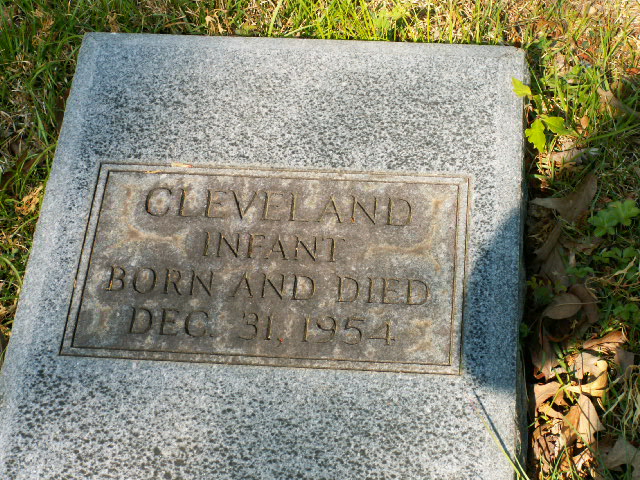 CLEVELAND
INFANT
BORN AND DIED
DEC. 31, 1954